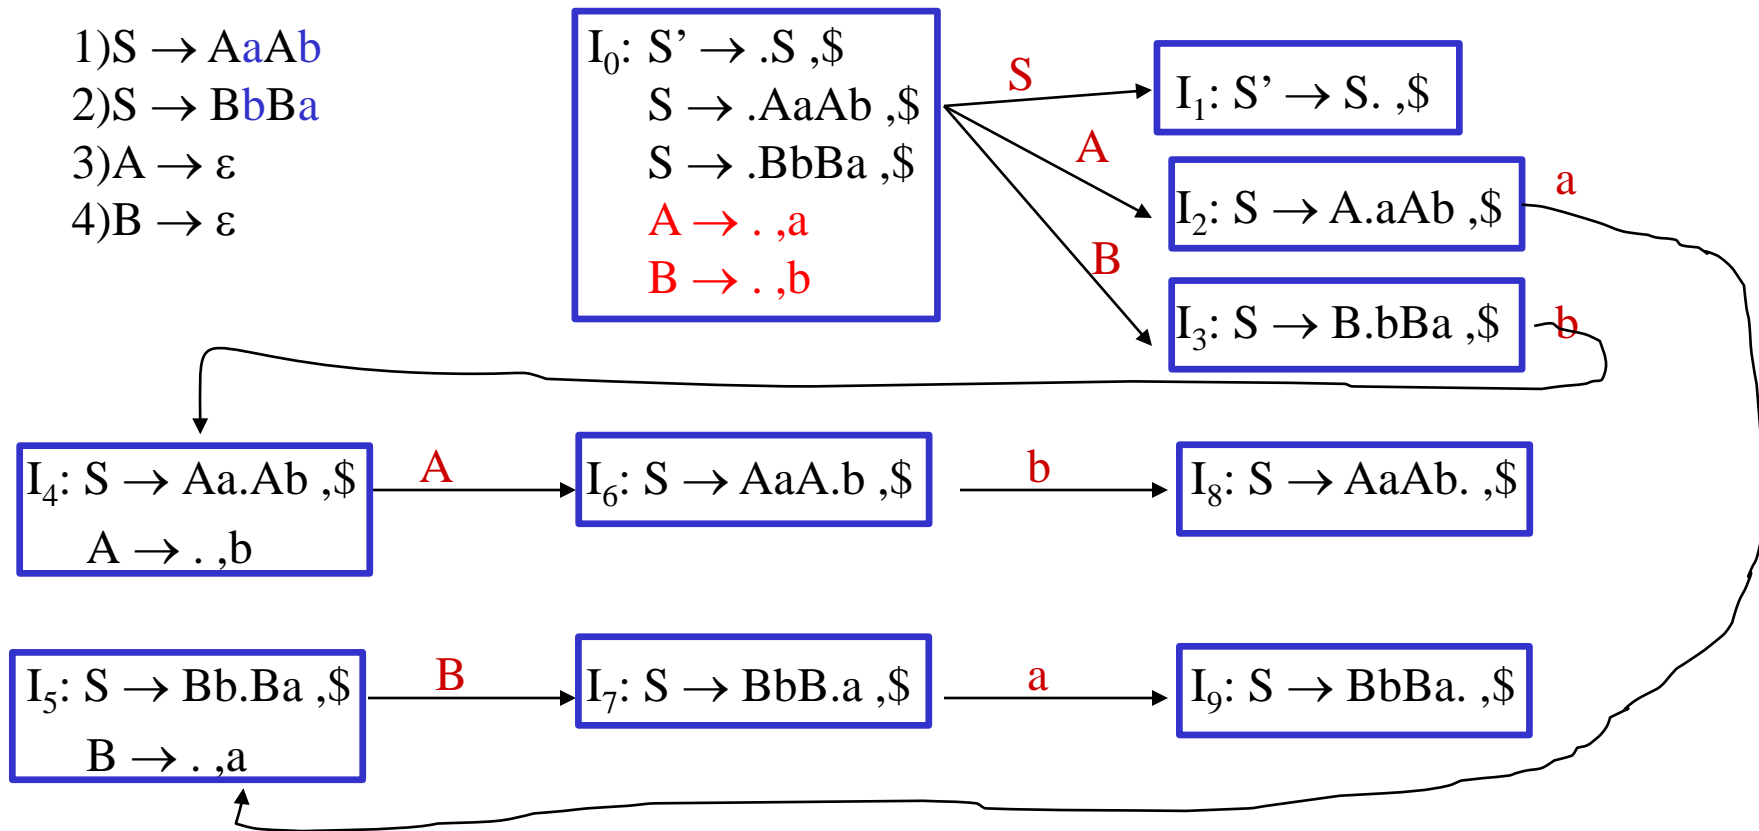 1)S → AaAb
2)S → BbBa
3)A → ε
4)B → ε
I₀: S’ → .S ,$
S → .AaAb ,$
S → .BbBa ,$
A → . ,a
B → . ,b
S
A
B
I₁: S’ → S. ,$
I₂: S → A.aAb ,$
a
I₃: S → B.bBa ,$
b
I₄: S → Aa.Ab ,$
A → . ,b
A
I₆: S → AaA.b ,$
b
I₈: S → AaAb. ,$
I₅: S → Bb.Ba ,$
B → . ,a
B
I₇: S → BbB.a ,$
a
I₉: S → BbBa. ,$